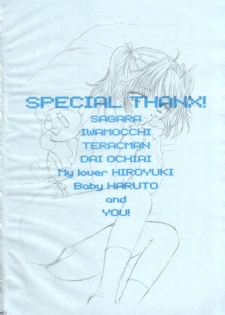 SPECIAL THANX!
SAGARA
IWAMOCCHI
TERACMAN
DAI OCHIAI
My lover HIROYUKI
Baby HARUTO
and
YOU!